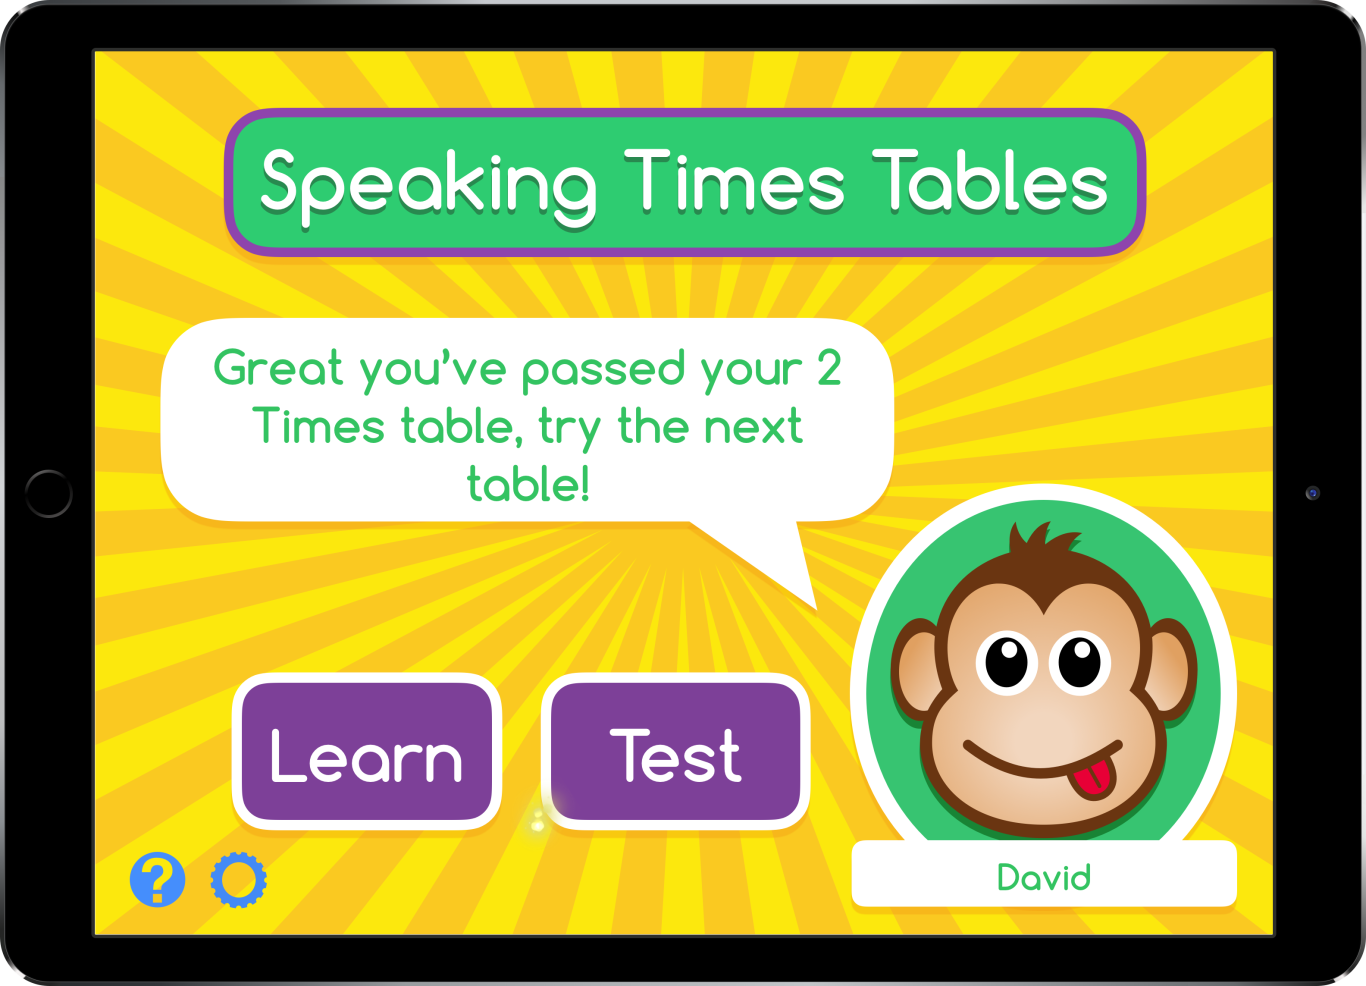 Speaking Times Tables
Great you've passed your 2
Times table, try the next
table!
Learn
Test
?
David